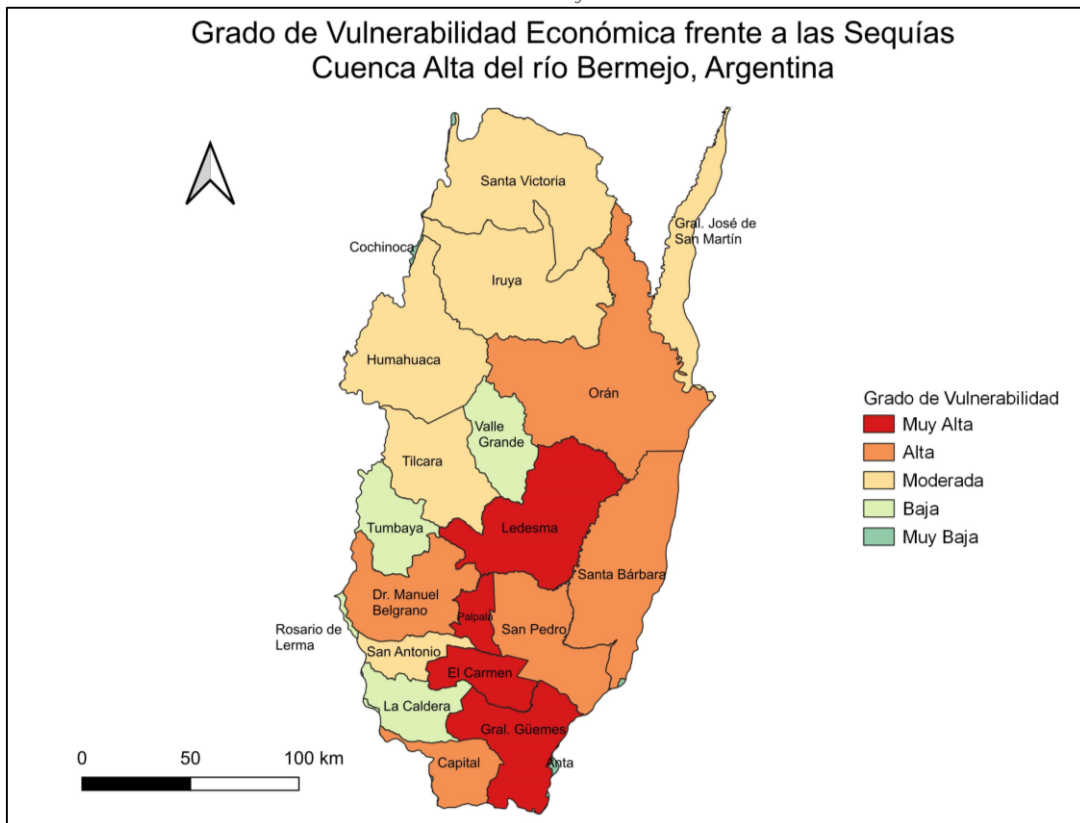 Grado de Vulnerabilidad Económica frente a las Sequías
Cuenca Alta del río Bermejo, Argentina
Santa Victoria
Gral. José de
San Martín
Cochinoca
Iruya
Humahuaca
Orán
Valle
Grande
Tilcara
Tumbaya
Ledesma
Santa Bárbara
Dr. Manuel
Belgrano
Palpalá
San Pedro
Rosario de
Lerma
San Antonio
El Carmen
La Caldera
Gral. Güemes
Capital
Anta
Grado de Vulnerabilidad
Muy Alta
Alta
Moderada
Baja
Muy Baja
0 50 100 km